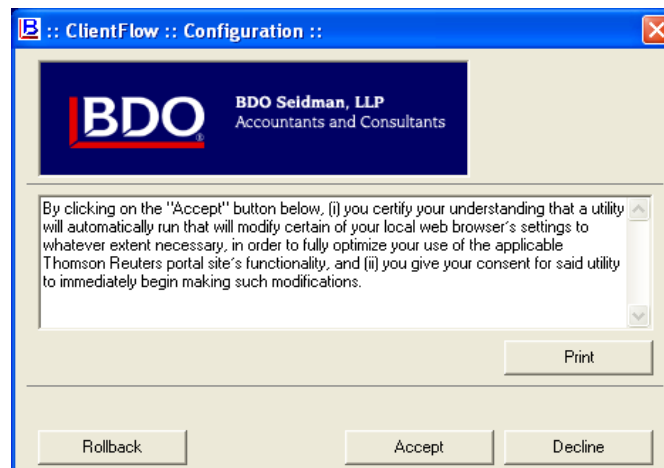 B :: ClientFlow :: Configuration ::
BDO®
BDO Seidman, LLP
Accountants and Consultants
By clicking on the "Accept" button below, (i) you certify your understanding that a utility
will automatically run that will modify certain of your local web browser´s settings to
whatever extent necessary, in order to fully optimize your use of the applicable
Thomson Reuters portal site´s functionality, and (ii) you give your consent for said utility
to immediately begin making such modifications.
Print
Rollback
Accept
Decline